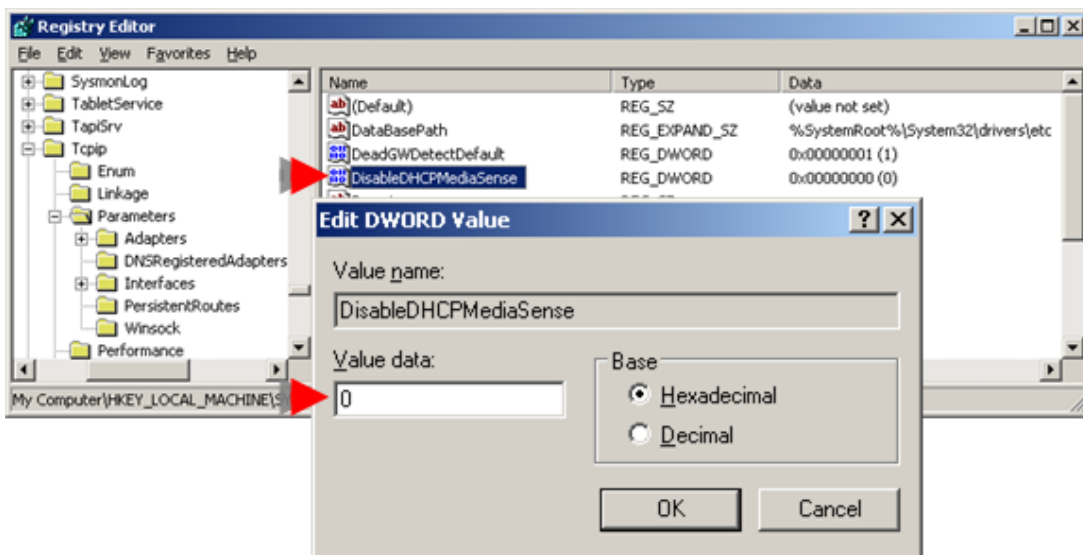 Registry Editor
File Edit View Favorites Help
SysmonLog
TabletService
TapiSrv
Tcpip
Enum
Linkage
Parameters
Adapters
DNSRegisteredAdapters
Interfaces
PersistentRoutes
Winsock
Performance
Name Type Data
(Default) REG_SZ (value not set)
DataBasePath REG_EXPAND_SZ %SystemRoot%\System32\drivers\etc
DeadGWDetectDefault REG_DWORD 0x00000001 (1)
DisableDHCPMediaSense REG_DWORD 0x00000000 (0)
My Computer\HKEY_LOCAL_MACHINE\S
Edit DWORD Value
Value name:
DisableDHCPMediaSense
Value data:
0
Base
Hexadecimal
Decimal
OK Cancel